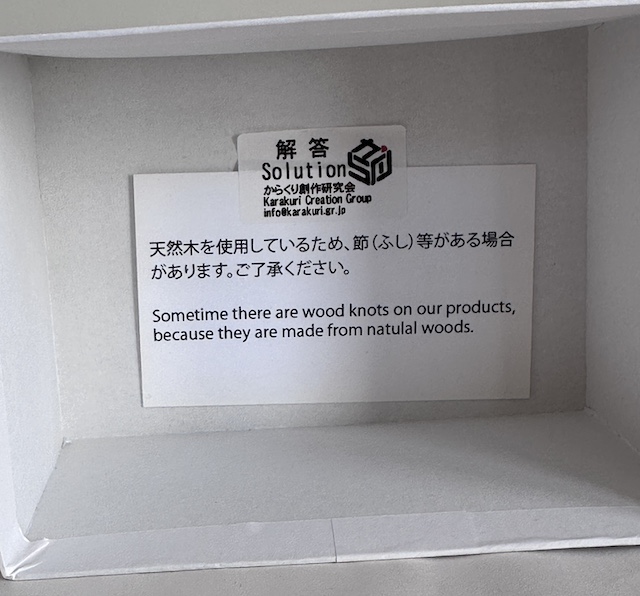 解答
Solution
からくり創作研究会
Karakuri Creation Group
info@karakuri.gr.jp
天然木を使用しているため、節（ふし）等がある場合
があります。ご了承ください。
Sometime there are wood knots on our products,
because they are made from natulal woods.